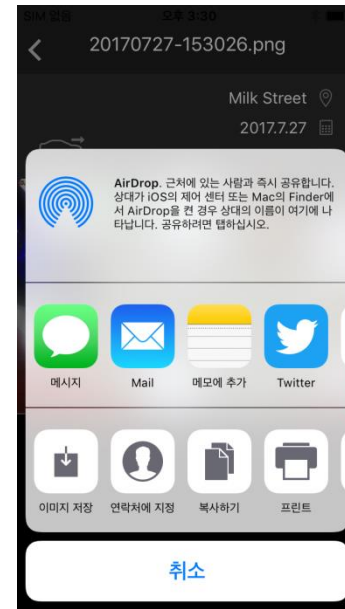 SIM 없음 오후 3:30
20170727-153026.png
Milk Street
2017.7.27
AirDrop. 근처에 있는 사람과 즉시 공유합니다.
상대가 iOS의 제어 센터 또는 Mac의 Finder에
서 AirDrop을 켠 경우 상대의 이름이 여기에 나
타납니다. 공유하려면 탭하십시오.
메시지 Mail 메모에 추가 Twitter
이미지 저장 연락처에 지정 복사하기 프린트
취소